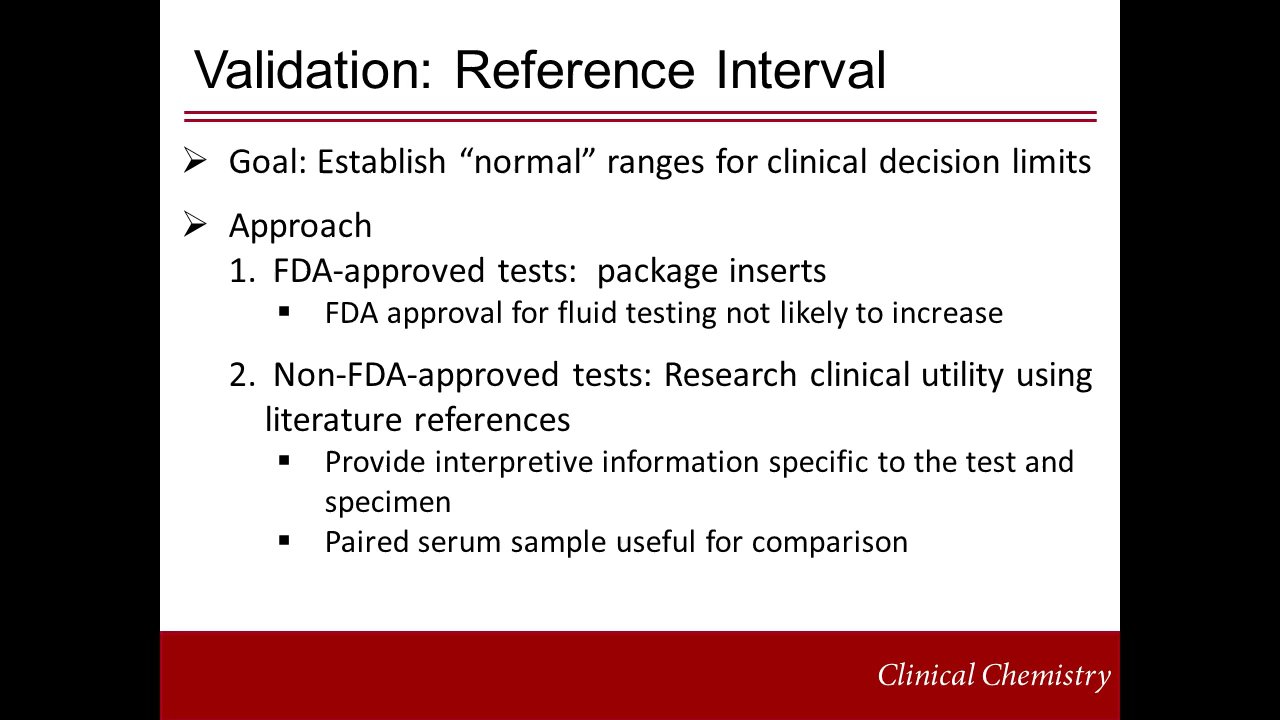 Validation: Reference Interval
➢ Goal: Establish “normal” ranges for clinical decision limits
➢ Approach
1. FDA-approved tests: package inserts
▪ FDA approval for fluid testing not likely to increase
2. Non-FDA-approved tests: Research clinical utility using
literature references
▪ Provide interpretive information specific to the test and
specimen
▪ Paired serum sample useful for comparison
Clinical Chemistry